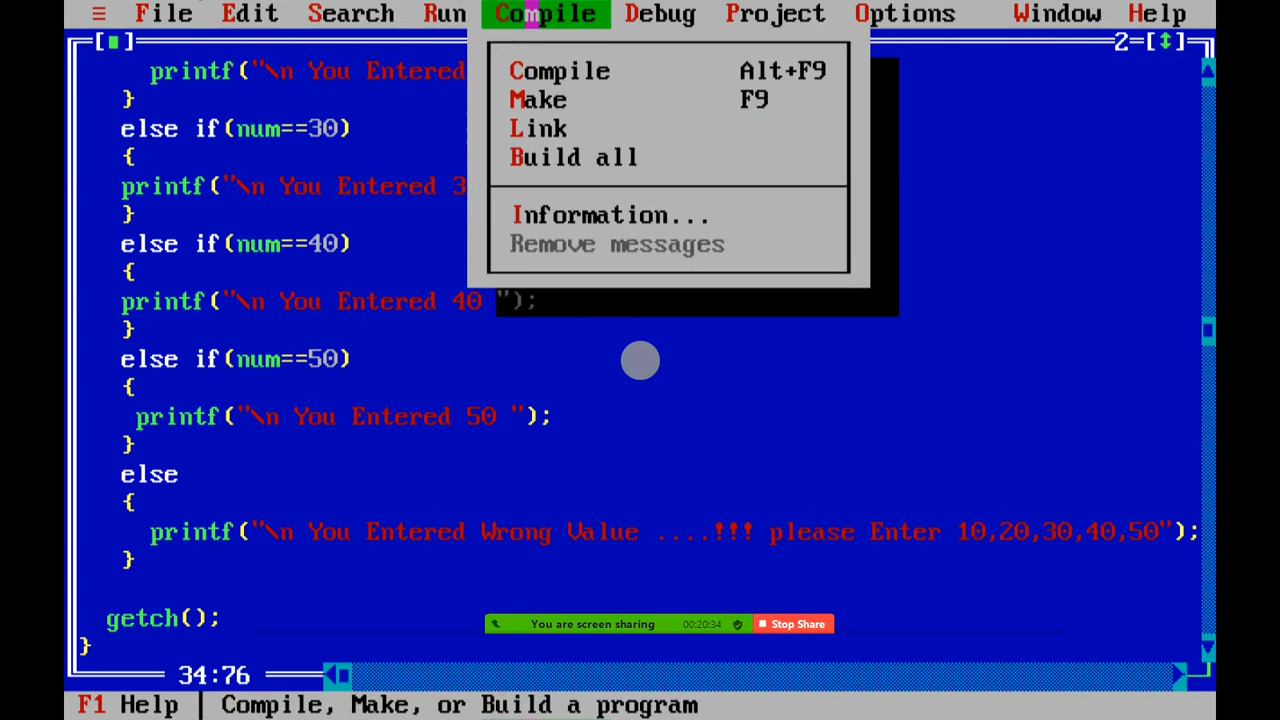 ≡ File Edit Search Run Compile Debug Project Options Window Help
[■] 2=[↕]
printf("\n You Entered
}
else if(num==30)
{
printf("\n You Entered 3
}
else if(num==40)
{
printf("\n You Entered 40 ");
}
else if(num==50)
{
printf("\n You Entered 50 ");
}
else
{
printf("\n You Entered Wrong Value ....!!! please Enter 10,20,30,40,50");
}
getch();
}
Compile Alt+F9
Make F9
Link
Build all
Information...
Remove messages
You are screen sharing 00:20:34 Stop Share
34:76
F1 Help | Compile, Make, or Build a program